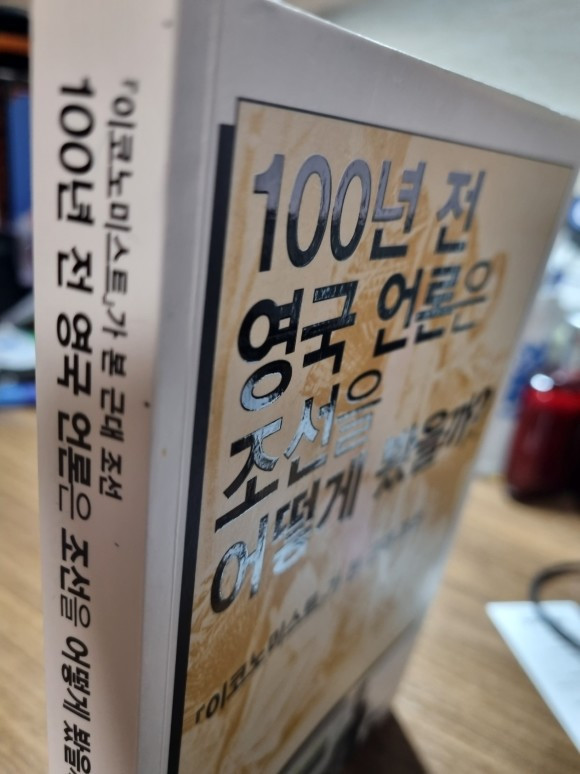 『이코노미스트』가 본 근대 조선
100년 전 영국 언론은 조선을 어떻게 봤을
100년 전
영국 언론은
조선을
어떻게 봤을까?
『이코노미스트』가 본